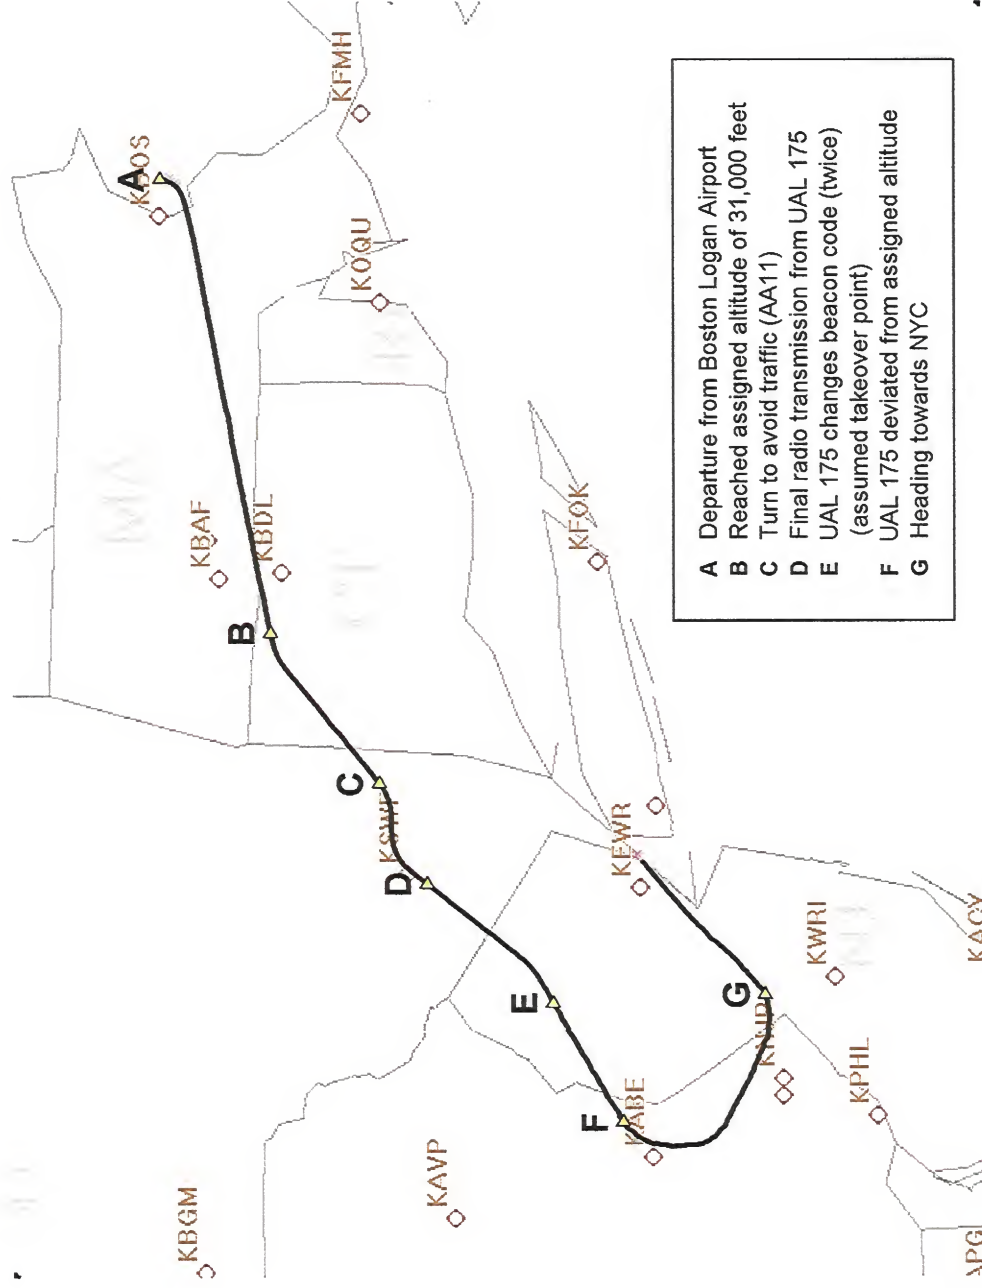 KBOS
A
KFMH
KOQU
MA
KBAF
KBDL
B
KFOK
C
D
KEWR
E
KWRI
NJ
G
F
KABE
KPHL
KAVP
KBGM
A Departure from Boston Logan Airport
B Reached assigned altitude of 31,000 feet
C Turn to avoid traffic (AA11)
D Final radio transmission from UAL 175
E UAL 175 changes beacon code (twice)
(assumed takeover point)
F UAL 175 deviated from assigned altitude
G Heading towards NYC